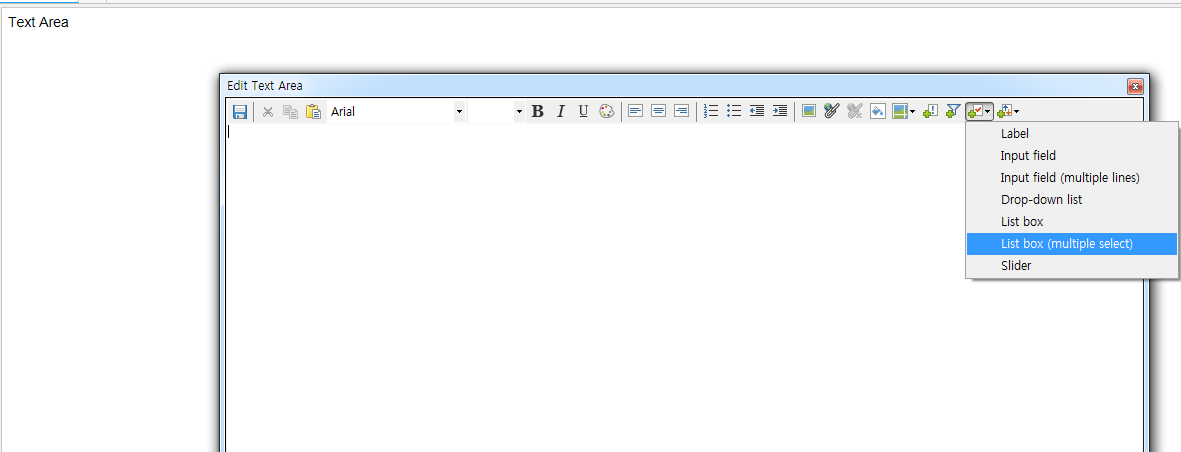 Text Area
Edit Text Area
Arial B I U
Label
Input field
Input field (multiple lines)
Drop-down list
List box
List box (multiple select)
Slider